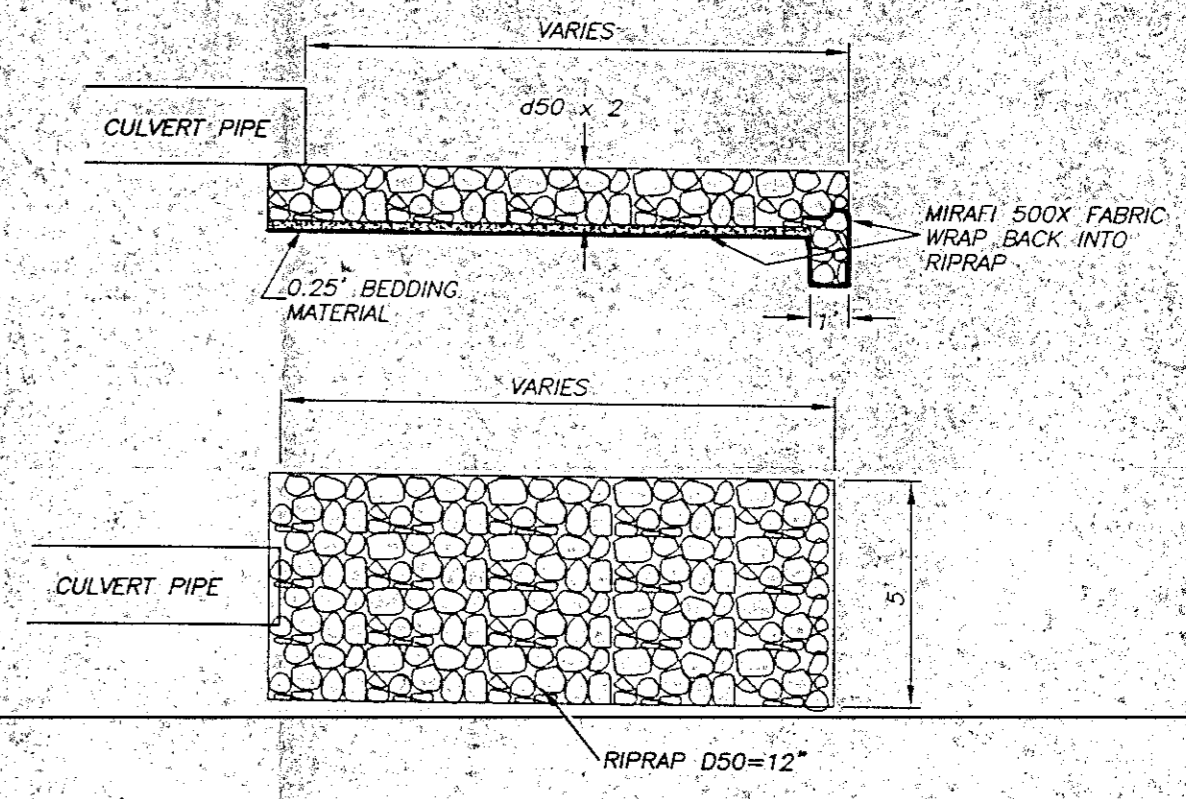 VARIES
CULVERT PIPE
d50 x 2
MIRAFI 500X FABRIC
WRAP BACK INTO
RIPRAP
0.25' BEDDING
MATERIAL
1'
VARIES
CULVERT PIPE
5
RIPRAP D50=12"